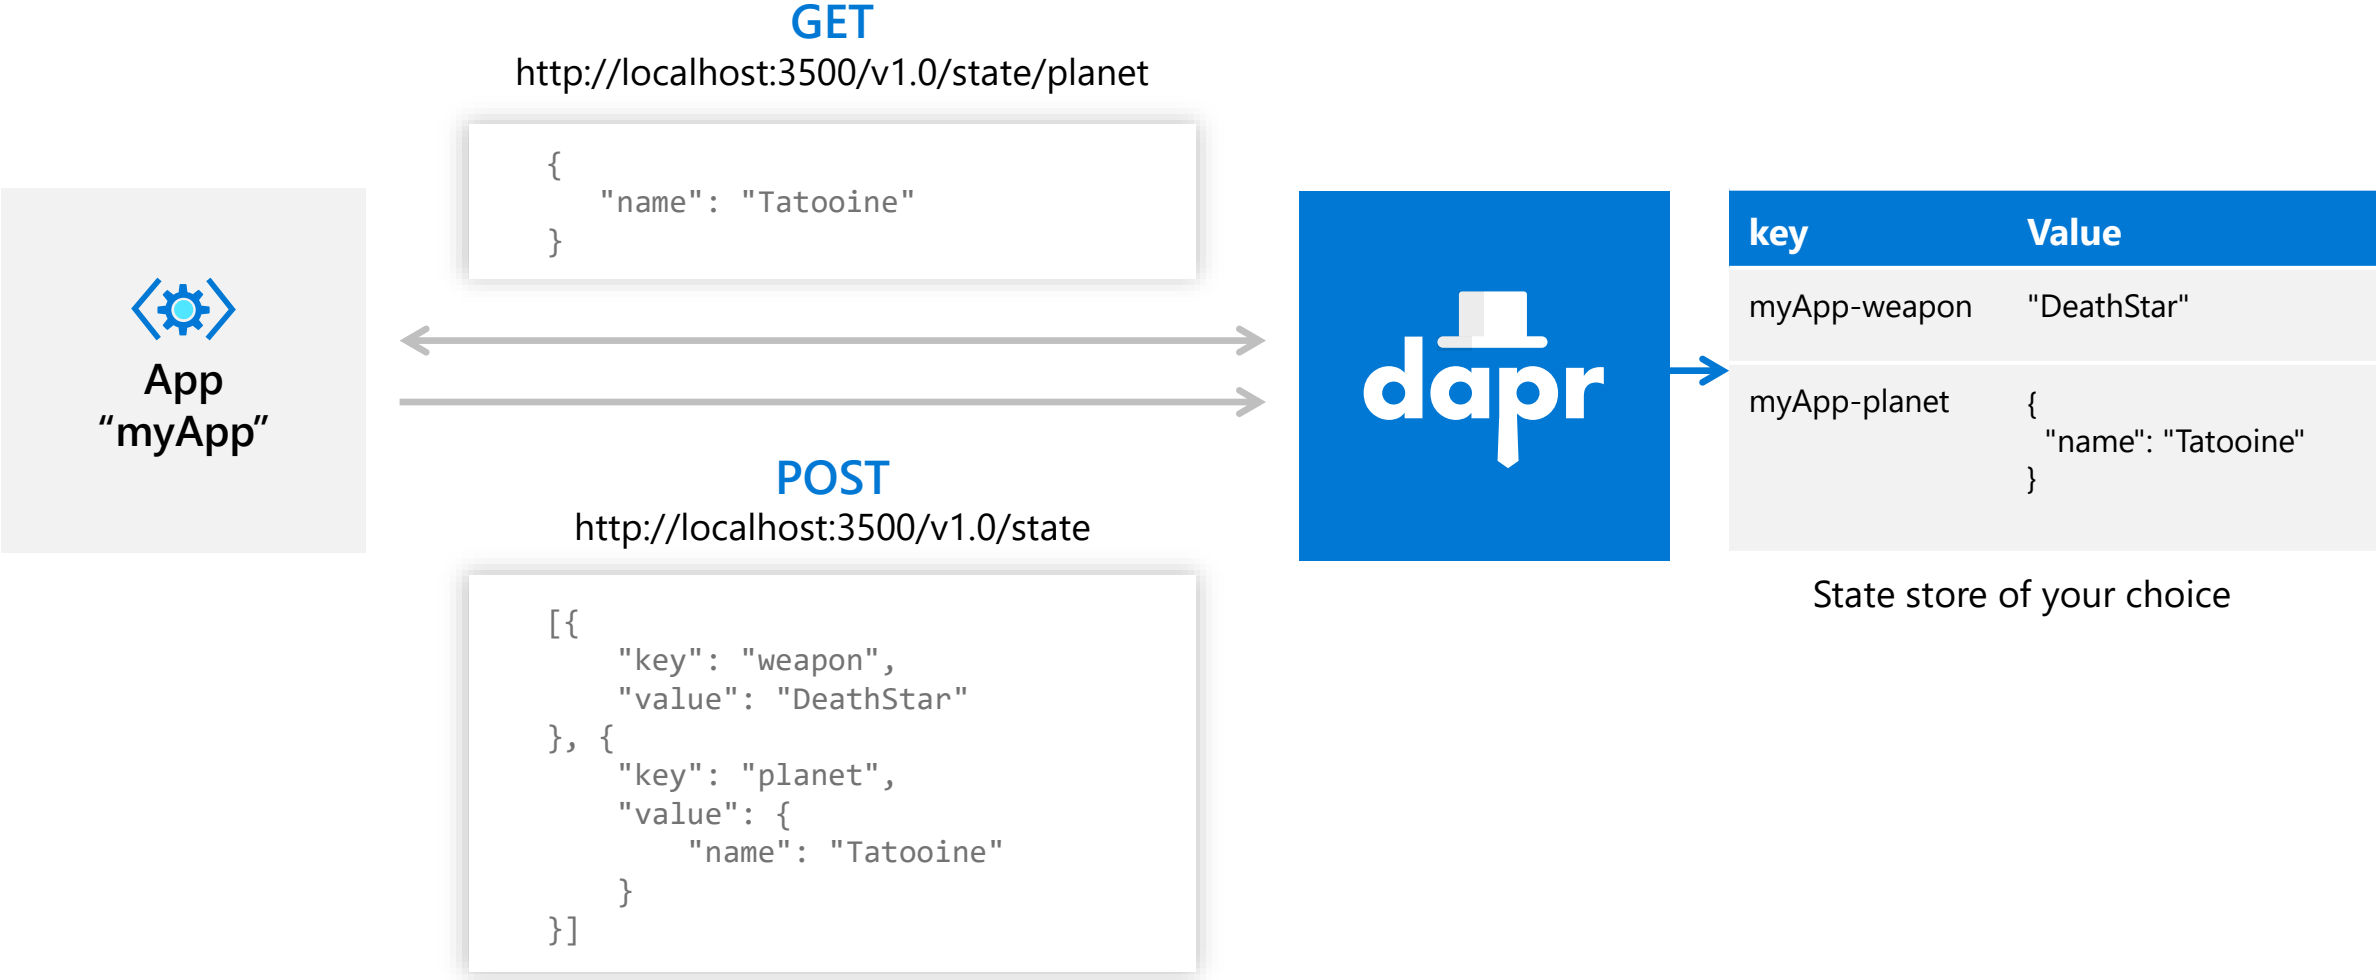 GET
http://localhost:3500/v1.0/state/planet
{
"name": "Tatooine"
}
App
“myApp”
POST
http://localhost:3500/v1.0/state
[{
"key": "weapon",
"value": "DeathStar"
}, {
"key": "planet",
"value": {
"name": "Tatooine"
}
}]
dapr
key Value
myApp-weapon "DeathStar"
myApp-planet {
"name": "Tatooine"
}
State store of your choice